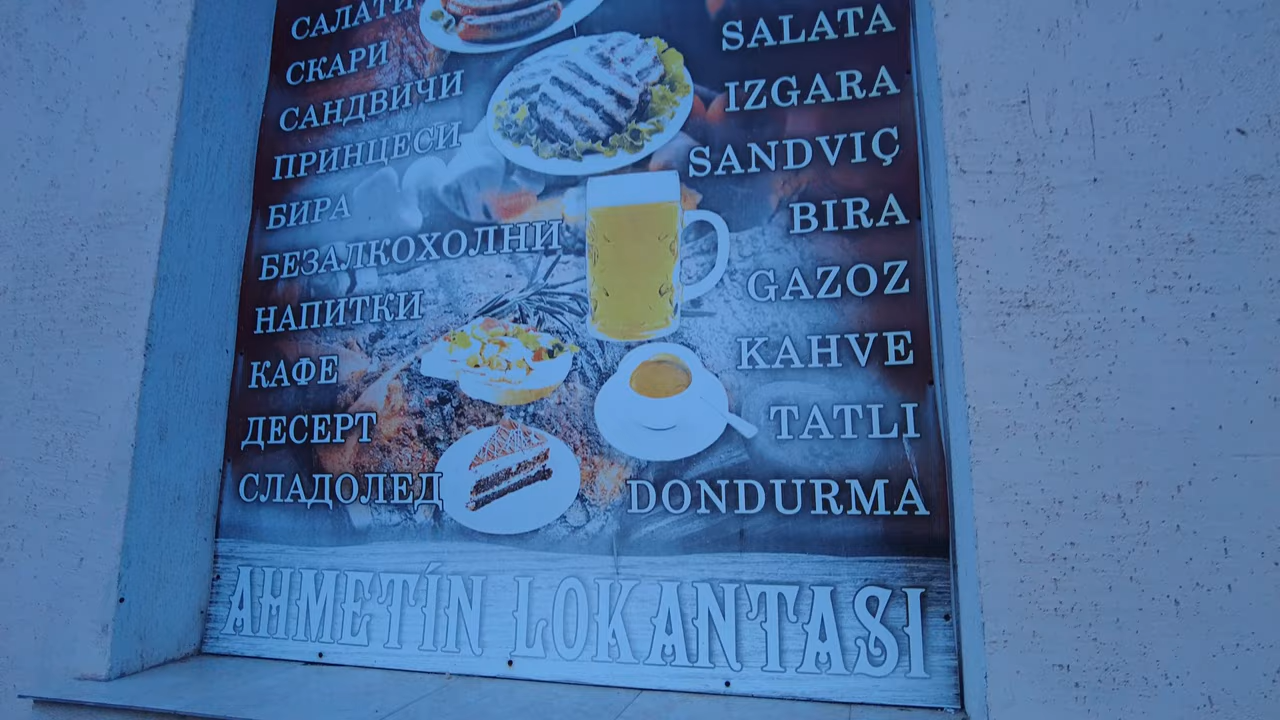 САЛАТИ
СКАРИ
САНДВИЧИ
ПРИНЦЕСИ
БИРА
БЕЗАЛКОХОЛНИ
НАПИТКИ
КАФЕ
ДЕСЕРТ
СЛАДОЛЕД
SALATA
IZGARA
SANDVIÇ
BIRA
GAZOZ
KAHVE
TATLI
DONDURMA
AHMETÍN LOKANTASI